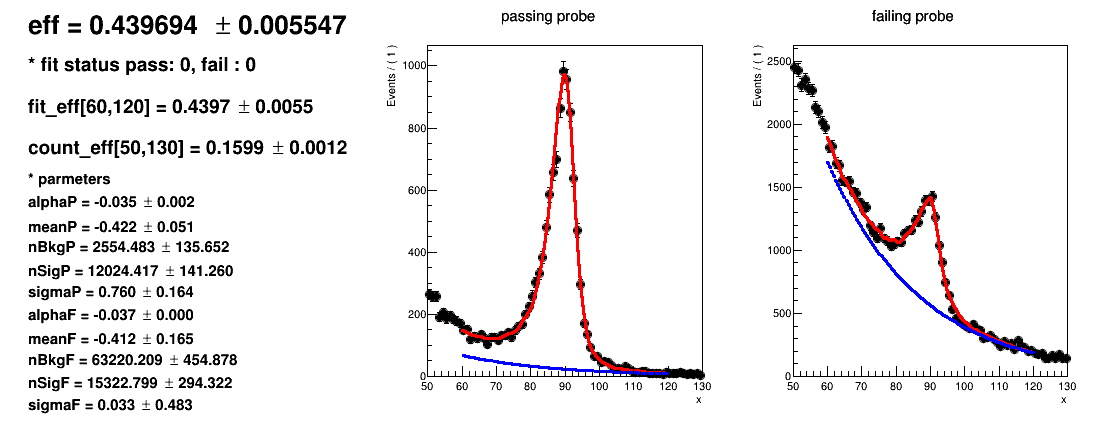 eff = 0.439694 ± 0.005547
* fit status pass: 0, fail : 0
fit_eff[60,120] = 0.4397 ± 0.0055
count_eff[50,130] = 0.1599 ± 0.0012
* parmeters
alphaP = -0.035 ± 0.002
meanP = -0.422 ± 0.051
nBkgP = 2554.483 ± 135.652
nSigP = 12024.417 ± 141.260
sigmaP = 0.760 ± 0.164
alphaF = -0.037 ± 0.000
meanF = -0.412 ± 0.165
nBkgF = 63220.209 ± 454.878
nSigF = 15322.799 ± 294.322
sigmaF = 0.033 ± 0.483
passing probe
Events / ( 1 )
1000
800
600
400
200
0
50 60 70 80 90 100 110 120 130
x
failing probe
Events / ( 1 )
2500
2000
1500
1000
500
0
50 60 70 80 90 100 110 120 130
x